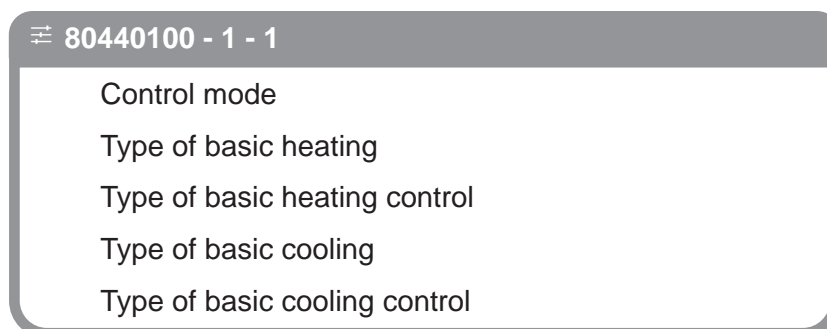 80440100 - 1 - 1
Control mode
Type of basic heating
Type of basic heating control
Type of basic cooling
Type of basic cooling control